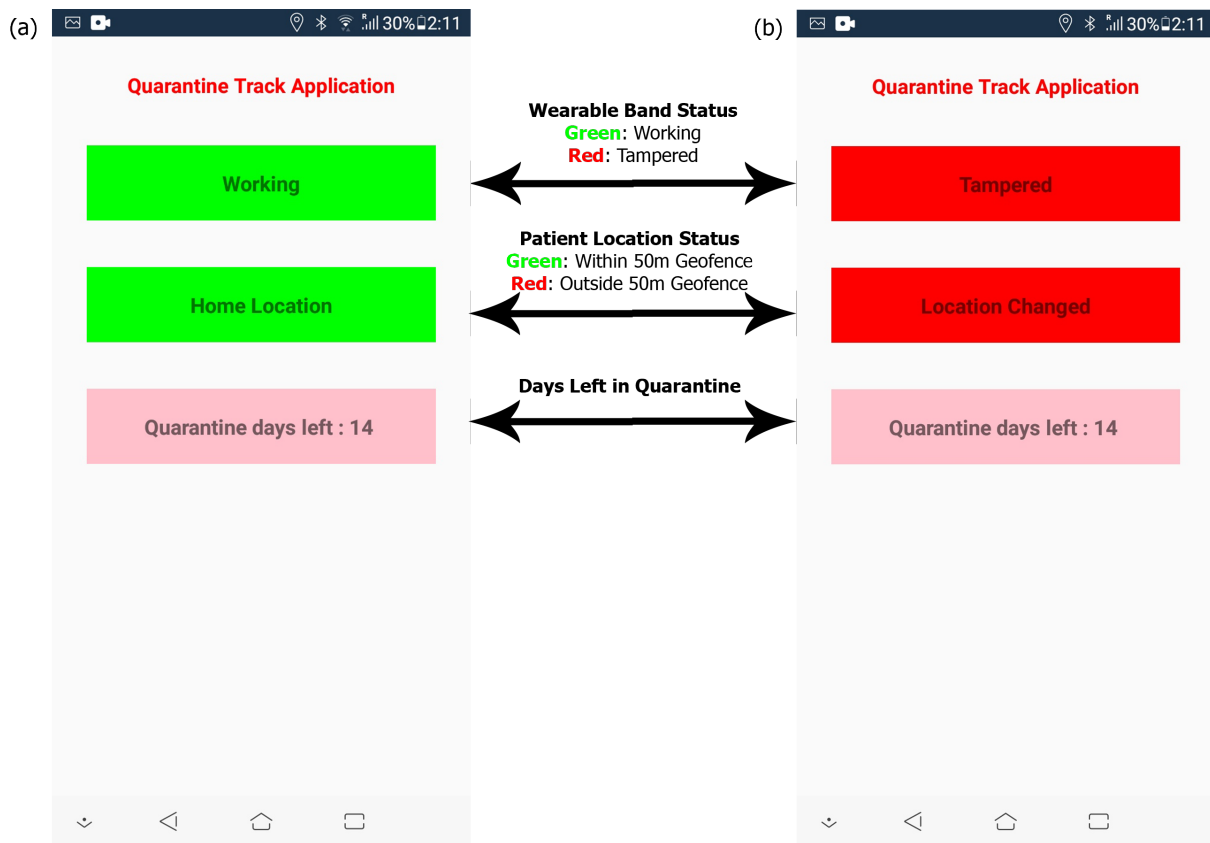 (a)
R 30% 2:11
Quarantine Track Application
Working
Home Location
Quarantine days left : 14
Wearable Band Status
Green: Working
Red: Tampered
Patient Location Status
Green: Within 50m Geofence
Red: Outside 50m Geofence
Days Left in Quarantine
(b)
R 30% 2:11
Quarantine Track Application
Tampered
Location Changed
Quarantine days left : 14